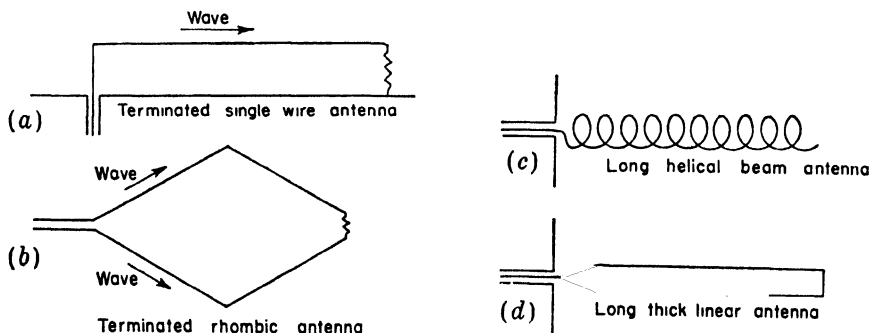 Wave
(a)
Terminated single wire antenna
Wave
(b)
Wave
Terminated rhombic antenna
(c)
Long helical beam antenna
(d)
Long thick linear antenna